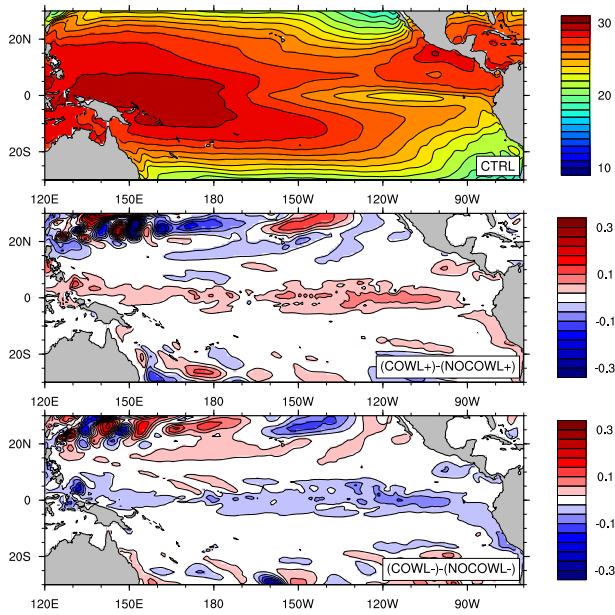 20N
0
20S
120E
150E
180
150W
120W
90W
CTRL
30
20
10
20N
0
20S
120E
150E
180
150W
120W
90W
(COWL+)-(NOCOWL+)
0.3
0.1
-0.1
-0.3
20N
0
20S
120E
150E
180
150W
120W
90W
(COWL-)-(NOCOWL-)
0.3
0.1
-0.1
-0.3